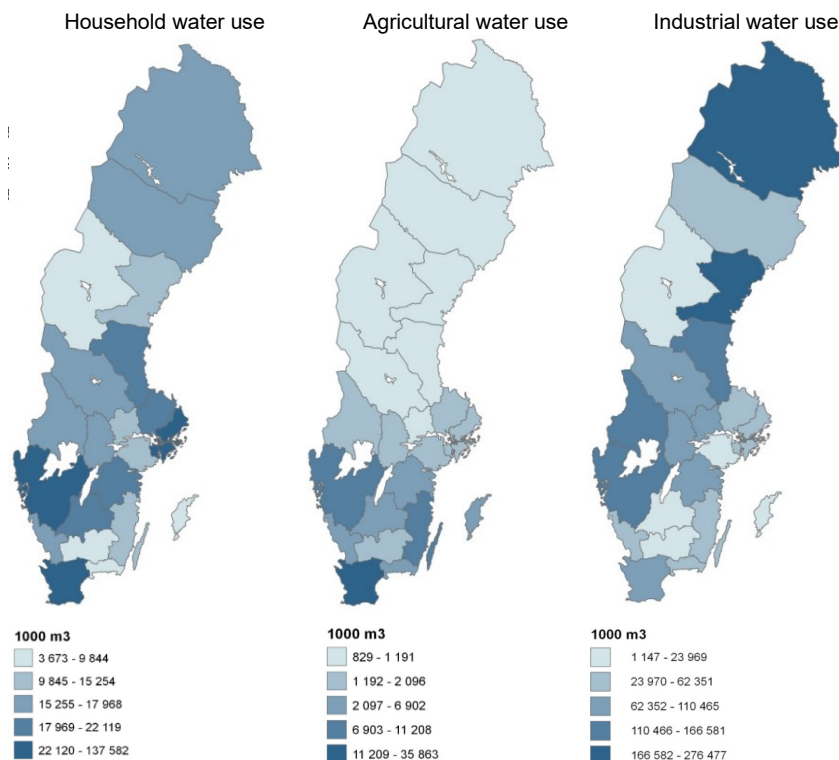 Household water use
Agricultural water use
Industrial water use
1000 m3
3 673 - 9 844
9 845 - 15 254
15 255 - 17 968
17 969 - 22 119
22 120 - 137 582
1000 m3
829 - 1 191
1 192 - 2 096
2 097 - 6 902
6 903 - 11 208
11 209 - 35 863
1000 m3
1 147 - 23 969
23 970 - 62 351
62 352 - 110 465
110 466 - 166 581
166 582 - 276 477